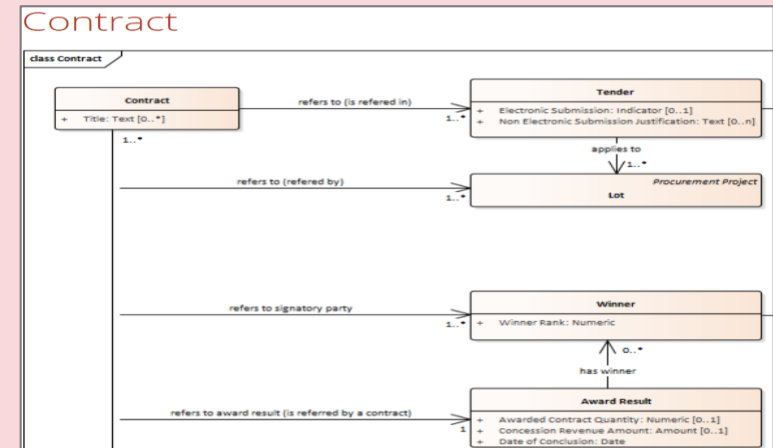 Contract
class Contract
Contract
+ Title: Text [0..*]
1..*
refers to (is refered in)
1..*
Tender
+ Electronic Submission: Indicator [0..1]
+ Non Electronic Submission Justification: Text [0..n]
applies to
1..*
refers to (refered by)
1..*
Procurement Project
Lot
refers to signatory party
1..*
Winner
+ Winner Rank: Numeric
0..*
has winner
refers to award result (is referred by a contract)
1
Award Result
+ Awarded Contract Quantity: Numeric [0..1]
+ Concession Revenue Amount: Amount [0..1]
+ Date of Conclusion: Date